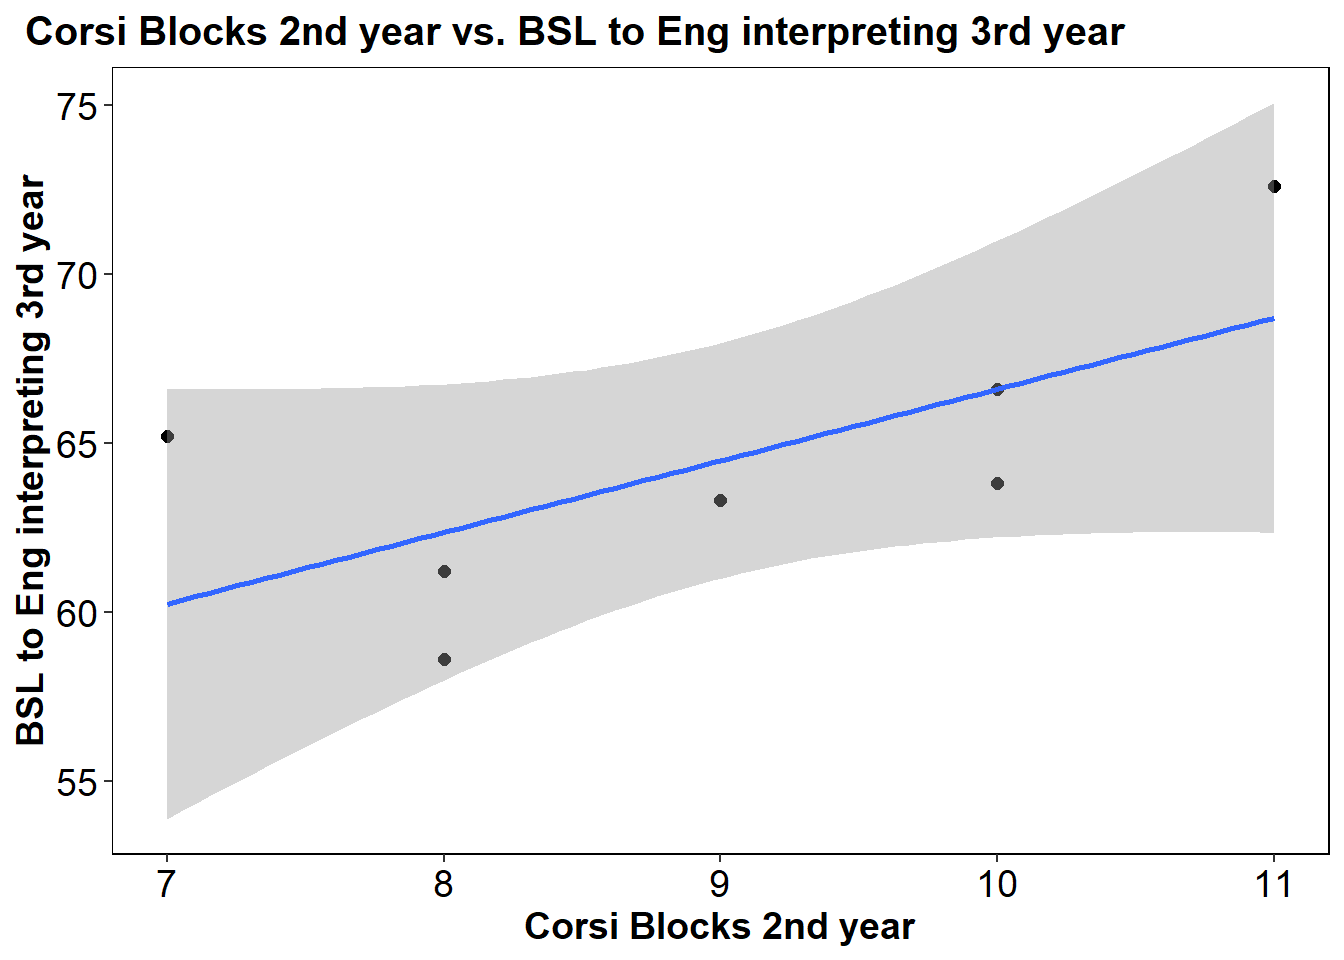 Corsi Blocks 2nd year vs. BSL to Eng interpreting 3rd year
BSL to Eng interpreting 3rd year
75
70
65
60
55
7 8 9 10 11
Corsi Blocks 2nd year